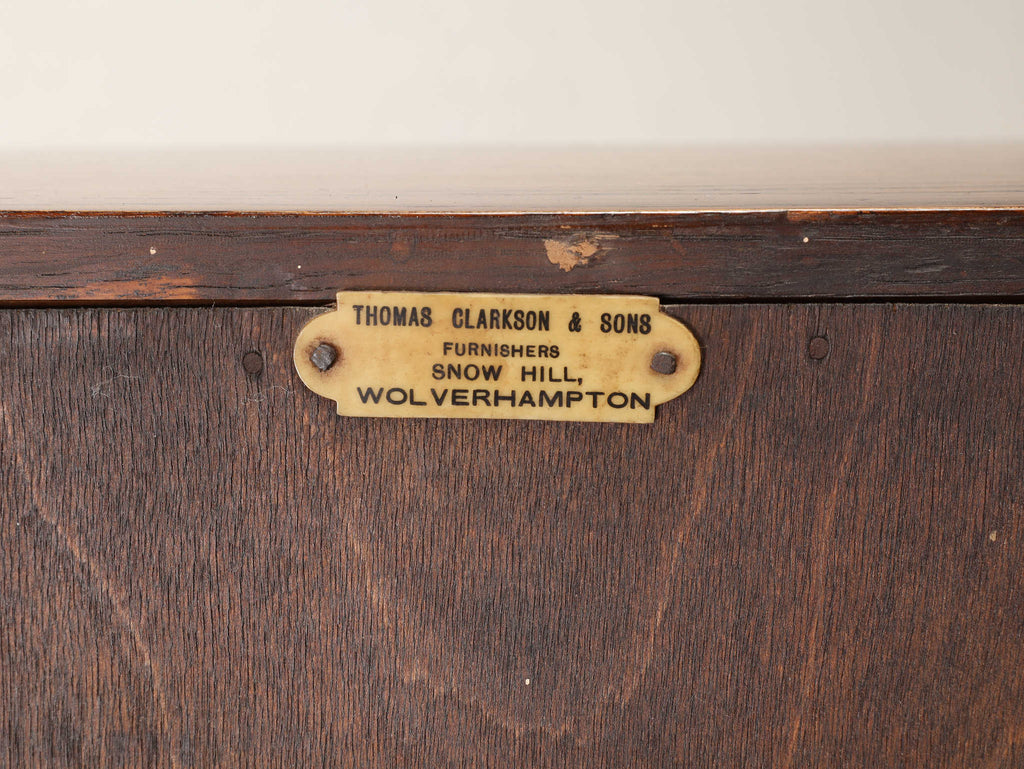 THOMAS CLARKSON & SONS
FURNISHERS
SNOW HILL,
WOLVERHAMPTON